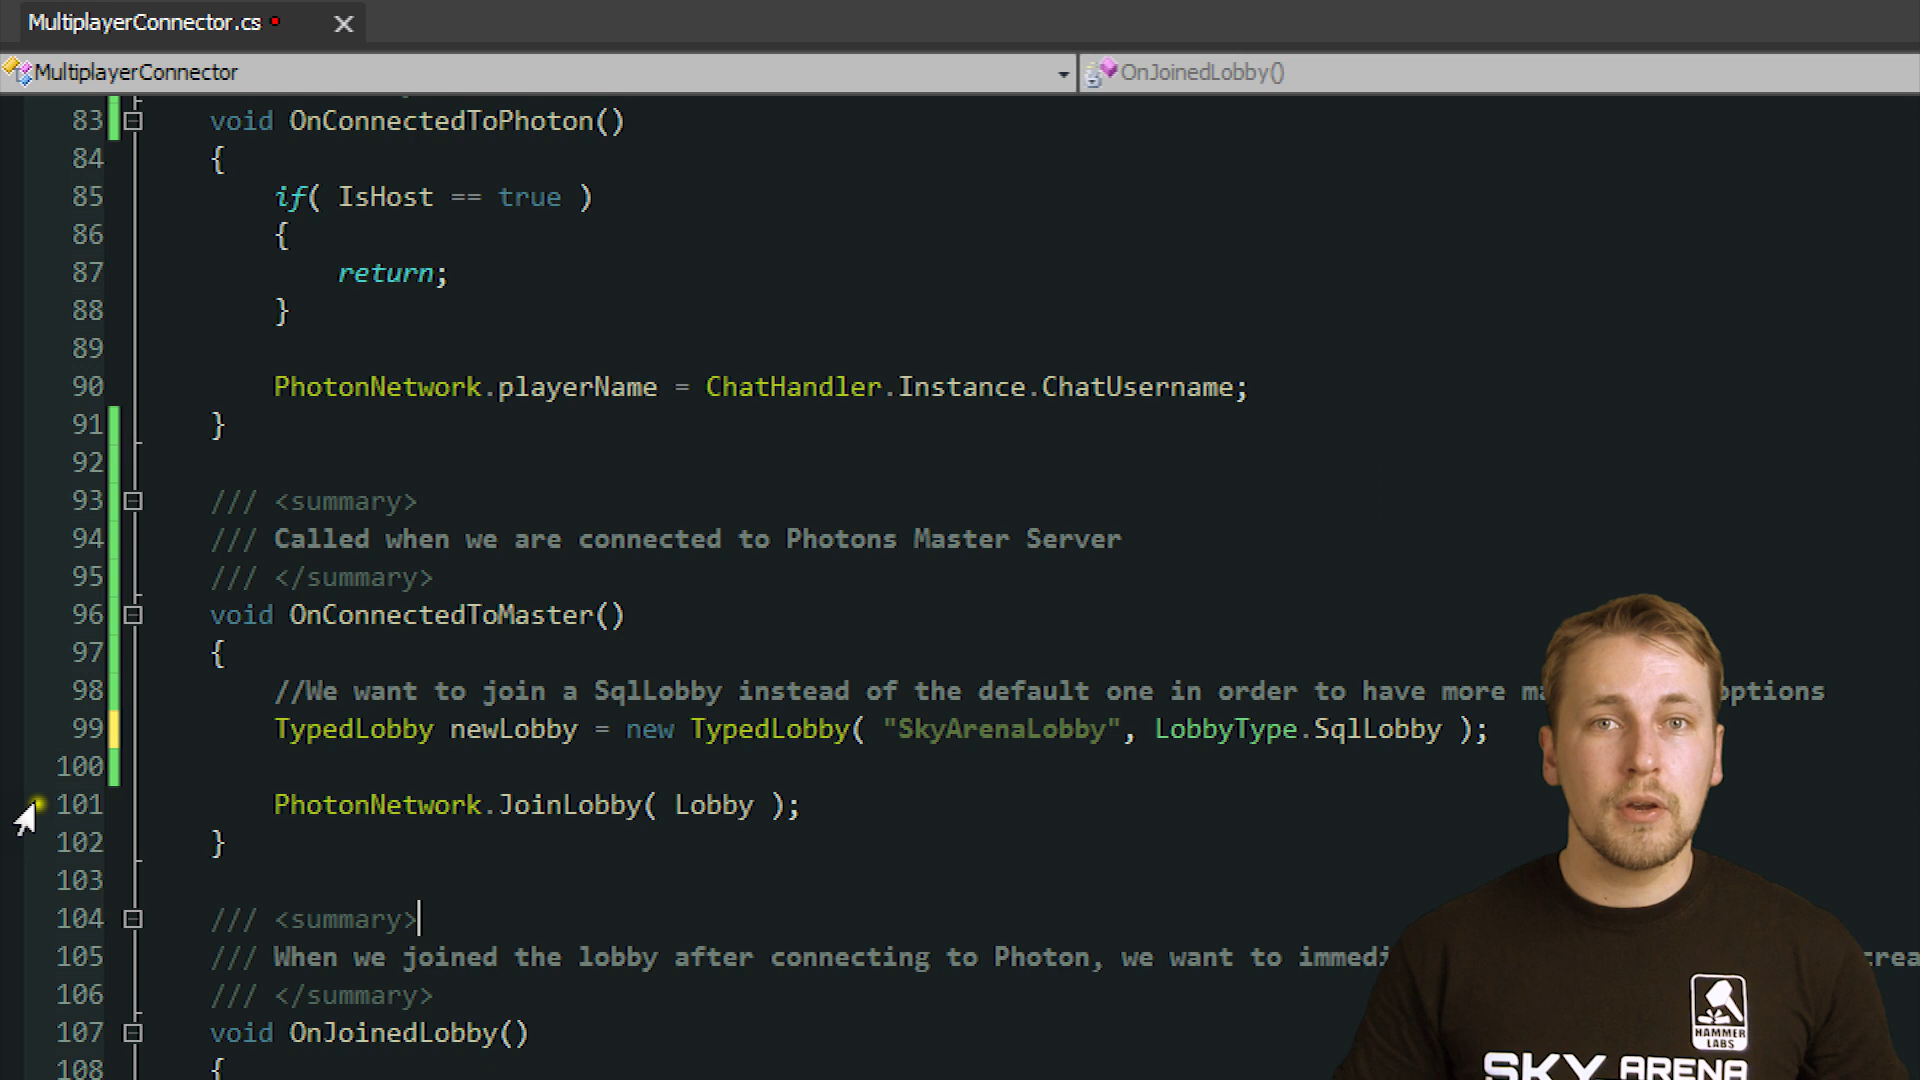 MultiplayerConnector.cs
MultiplayerConnector
OnJoinedLobby()
83 void OnConnectedToPhoton()
84 {
85 if( IsHost == true )
86 {
87 return;
88 }
89
90 PhotonNetwork.playerName = ChatHandler.Instance.ChatUsername;
91 }
92
93 /// <summary>
94 /// Called when we are connected to Photons Master Server
95 /// </summary>
96 void OnConnectedToMaster()
97 {
98 //We want to join a SqlLobby instead of the default one in order to have more options
99 TypedLobby newLobby = new TypedLobby( "SkyArenaLobby", LobbyType.SqlLobby );
100
101 PhotonNetwork.JoinLobby( Lobby );
102 }
103
104 /// <summary>
105 /// When we joined the lobby after connecting to Photon, we want to
106 /// </summary>
107 void OnJoinedLobby()
108 {
HAMMER
LABS
SKY ARENA